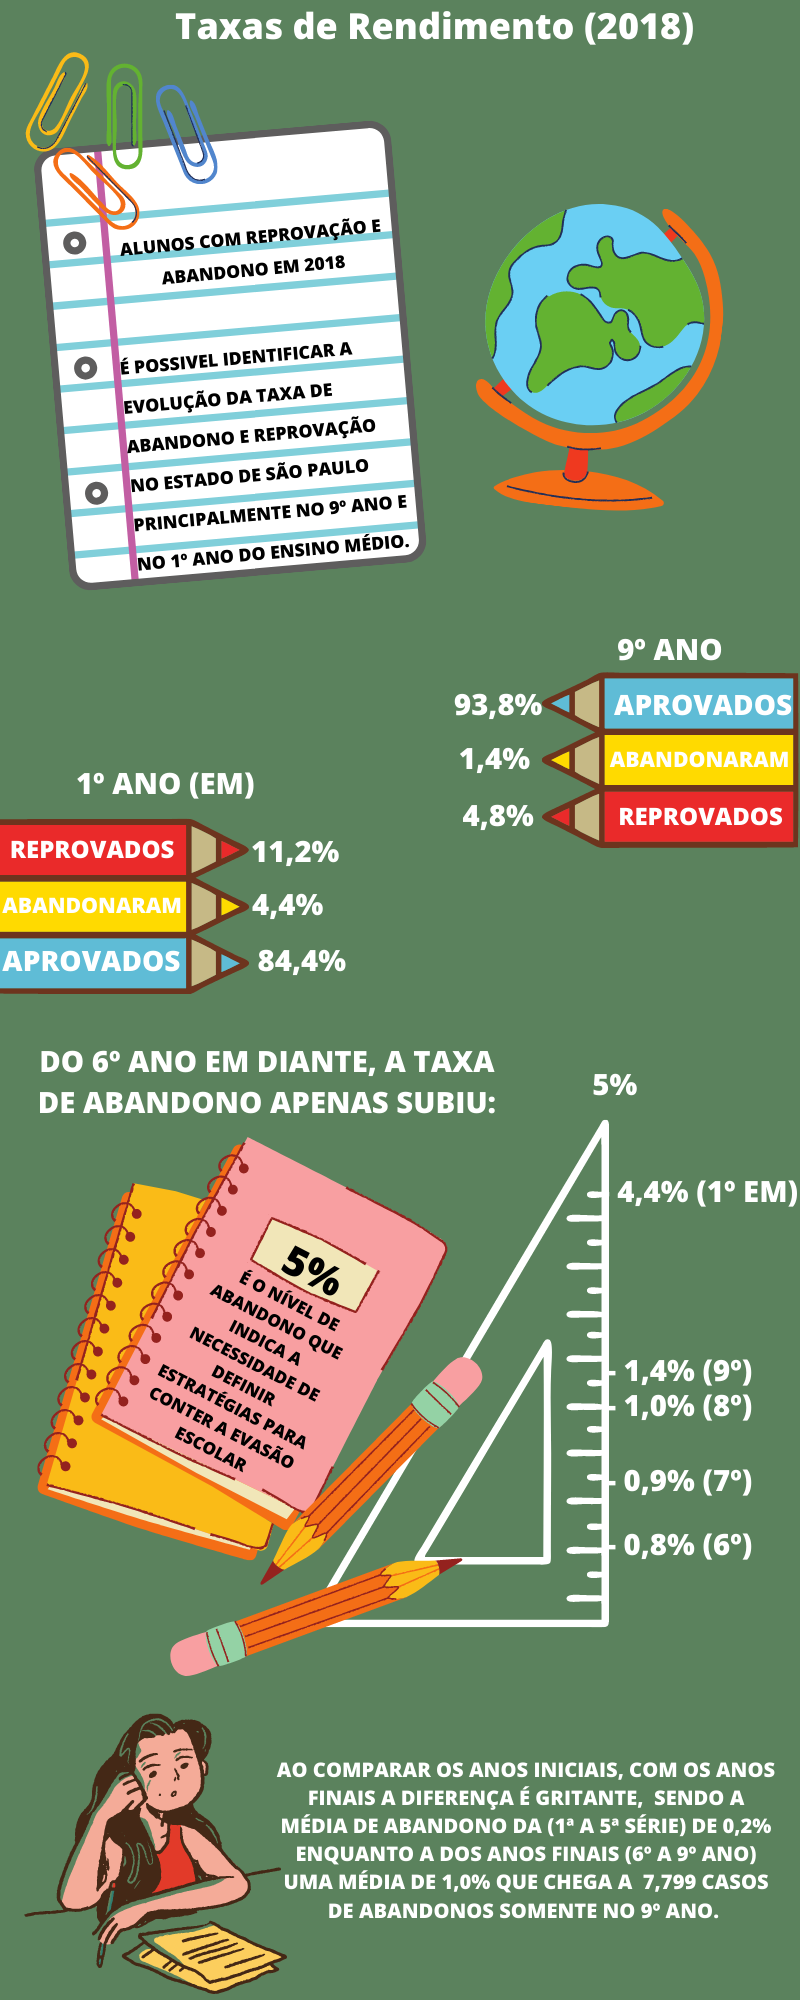 Taxas de Rendimento (2018)
ALUNOS COM REPROVAÇÃO E
ABANDONO EM 2018
É POSSIVEL IDENTIFICAR A
EVOLUÇÃO DA TAXA DE
ABANDONO E REPROVAÇÃO
NO ESTADO DE SÃO PAULO
PRINCIPALMENTE NO 9º ANO E
NO 1º ANO DO ENSINO MÉDIO.
9º ANO
93,8% APROVADOS
1,4% ABANDONARAM
4,8% REPROVADOS
1º ANO (EM)
REPROVADOS 11,2%
ABANDONARAM 4,4%
APROVADOS 84,4%
DO 6º ANO EM DIANTE, A TAXA
DE ABANDONO APENAS SUBIU:
5%
É O NÍVEL DE
ABANDONO QUE
INDICA A
NECESSIDADE DE
DEFINIR
ESTRATÉGIAS PARA
CONTER A EVASÃO
ESCOLAR
5%
4,4% (1º EM)
1,4% (9º)
1,0% (8º)
0,9% (7º)
0,8% (6º)
AO COMPARAR OS ANOS INICIAIS, COM OS ANOS
FINAIS A DIFERENÇA É GRITANTE, SENDO A
MÉDIA DE ABANDONO DA (1ª A 5ª SÉRIE) DE 0,2%
ENQUANTO A DOS ANOS FINAIS (6º A 9º ANO)
UMA MÉDIA DE 1,0% QUE CHEGA A 7,799 CASOS
DE ABANDONOS SOMENTE NO 9º ANO.